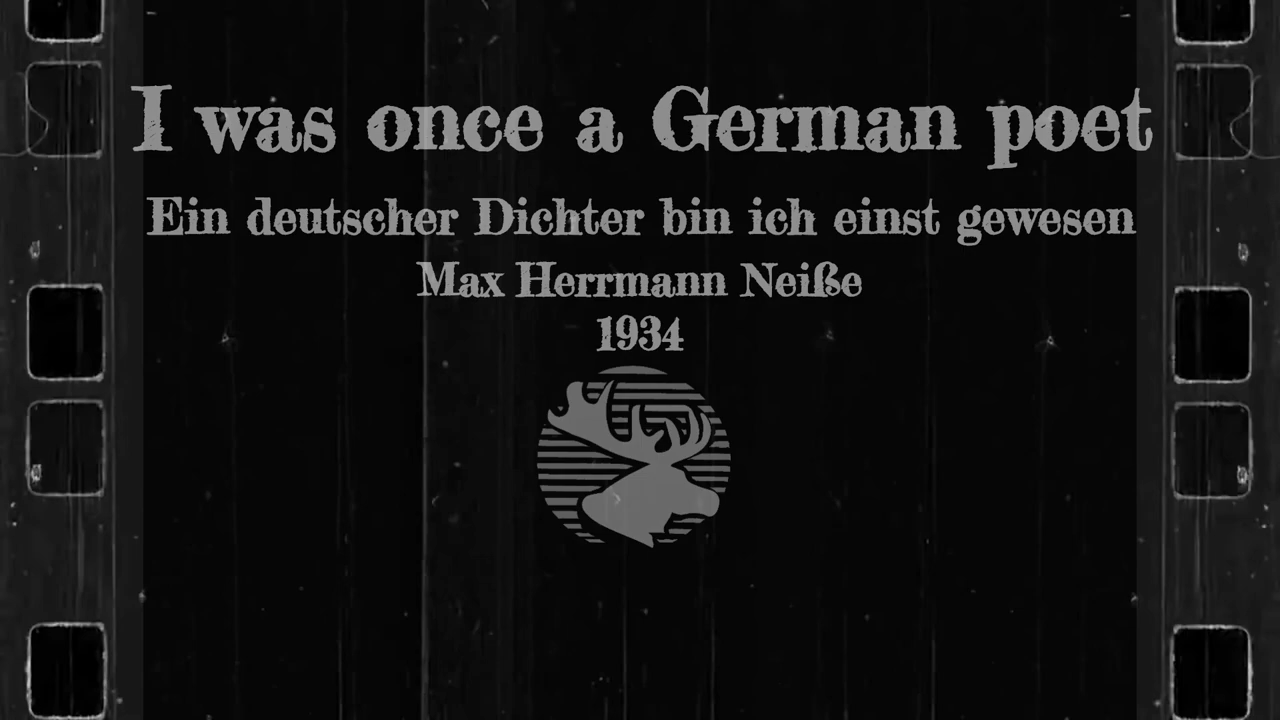 I was once a German poet
Ein deutscher Dichter bin ich einst gewesen
Max Herrmann Neiße
1934